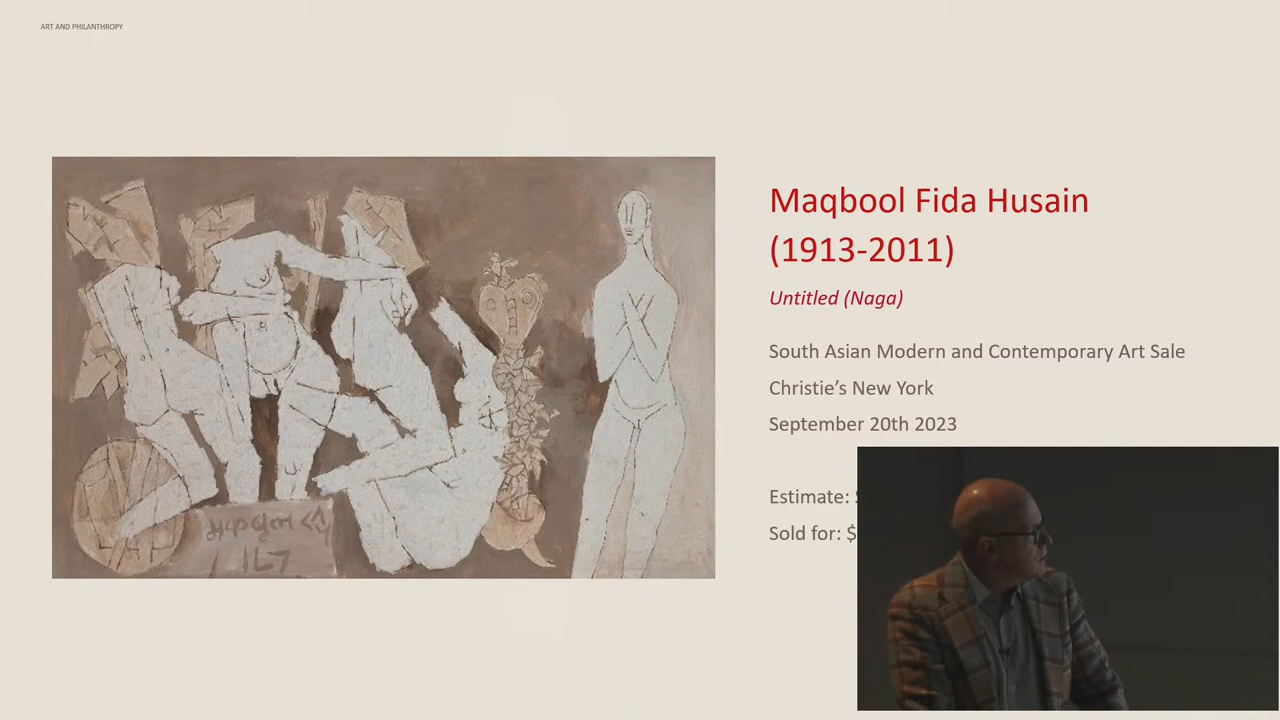 ART AND PHILANTHROPY
Maqbool Fida Husain
(1913-2011)
Untitled (Naga)
South Asian Modern and Contemporary Art Sale
Christie’s New York
September 20th 2023
Estimate:
Sold for: $